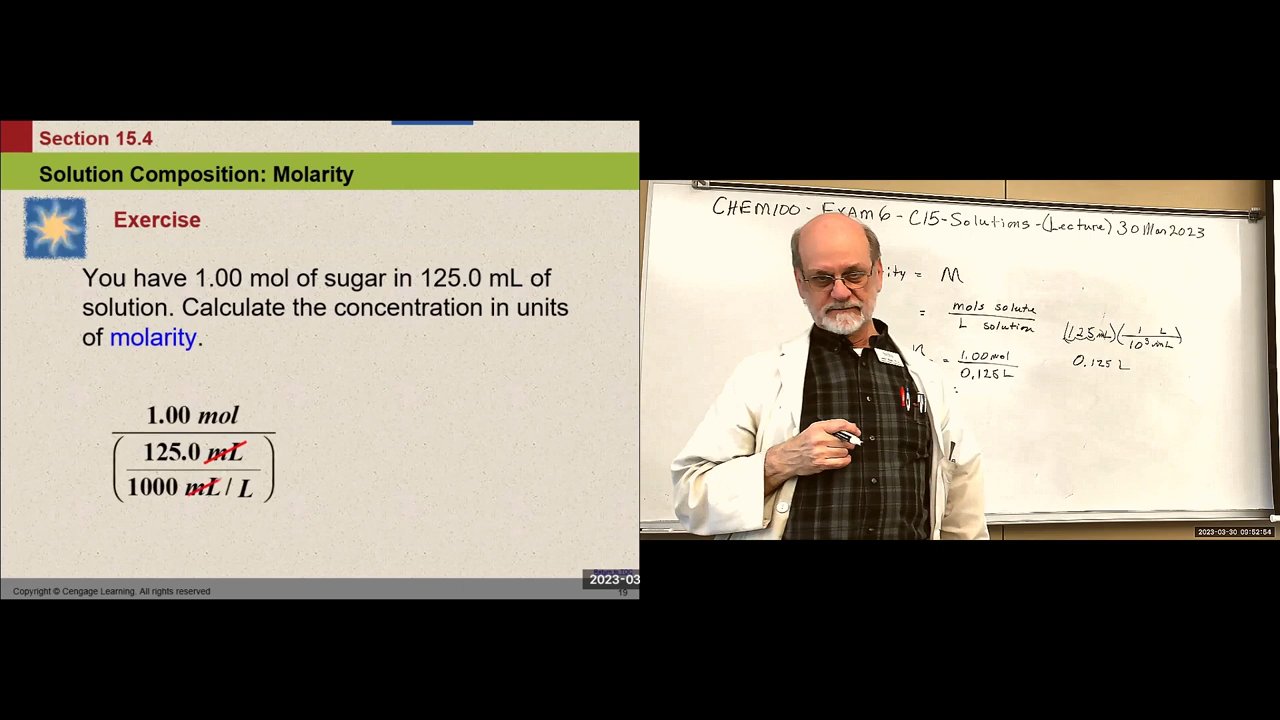 Section 15.4
Solution Composition: Molarity
Exercise
You have 1.00 mol of sugar in 125.0 mL of
solution. Calculate the concentration in units
of molarity.
1.00 mol
125.0 mL
1000 mL / L
2023-03
Copyright © Cengage Learning. All rights reserved
19
CHEM100 - EXAM 6 - C15-Solutions - (Lecture) 30 Mar 2023
ity = M
= mols solute
L solution
(125 mL)(1 L
10³ mL)
= 1.00 mol
0.125 L
0.125 L
2023-03-30 09:52:54